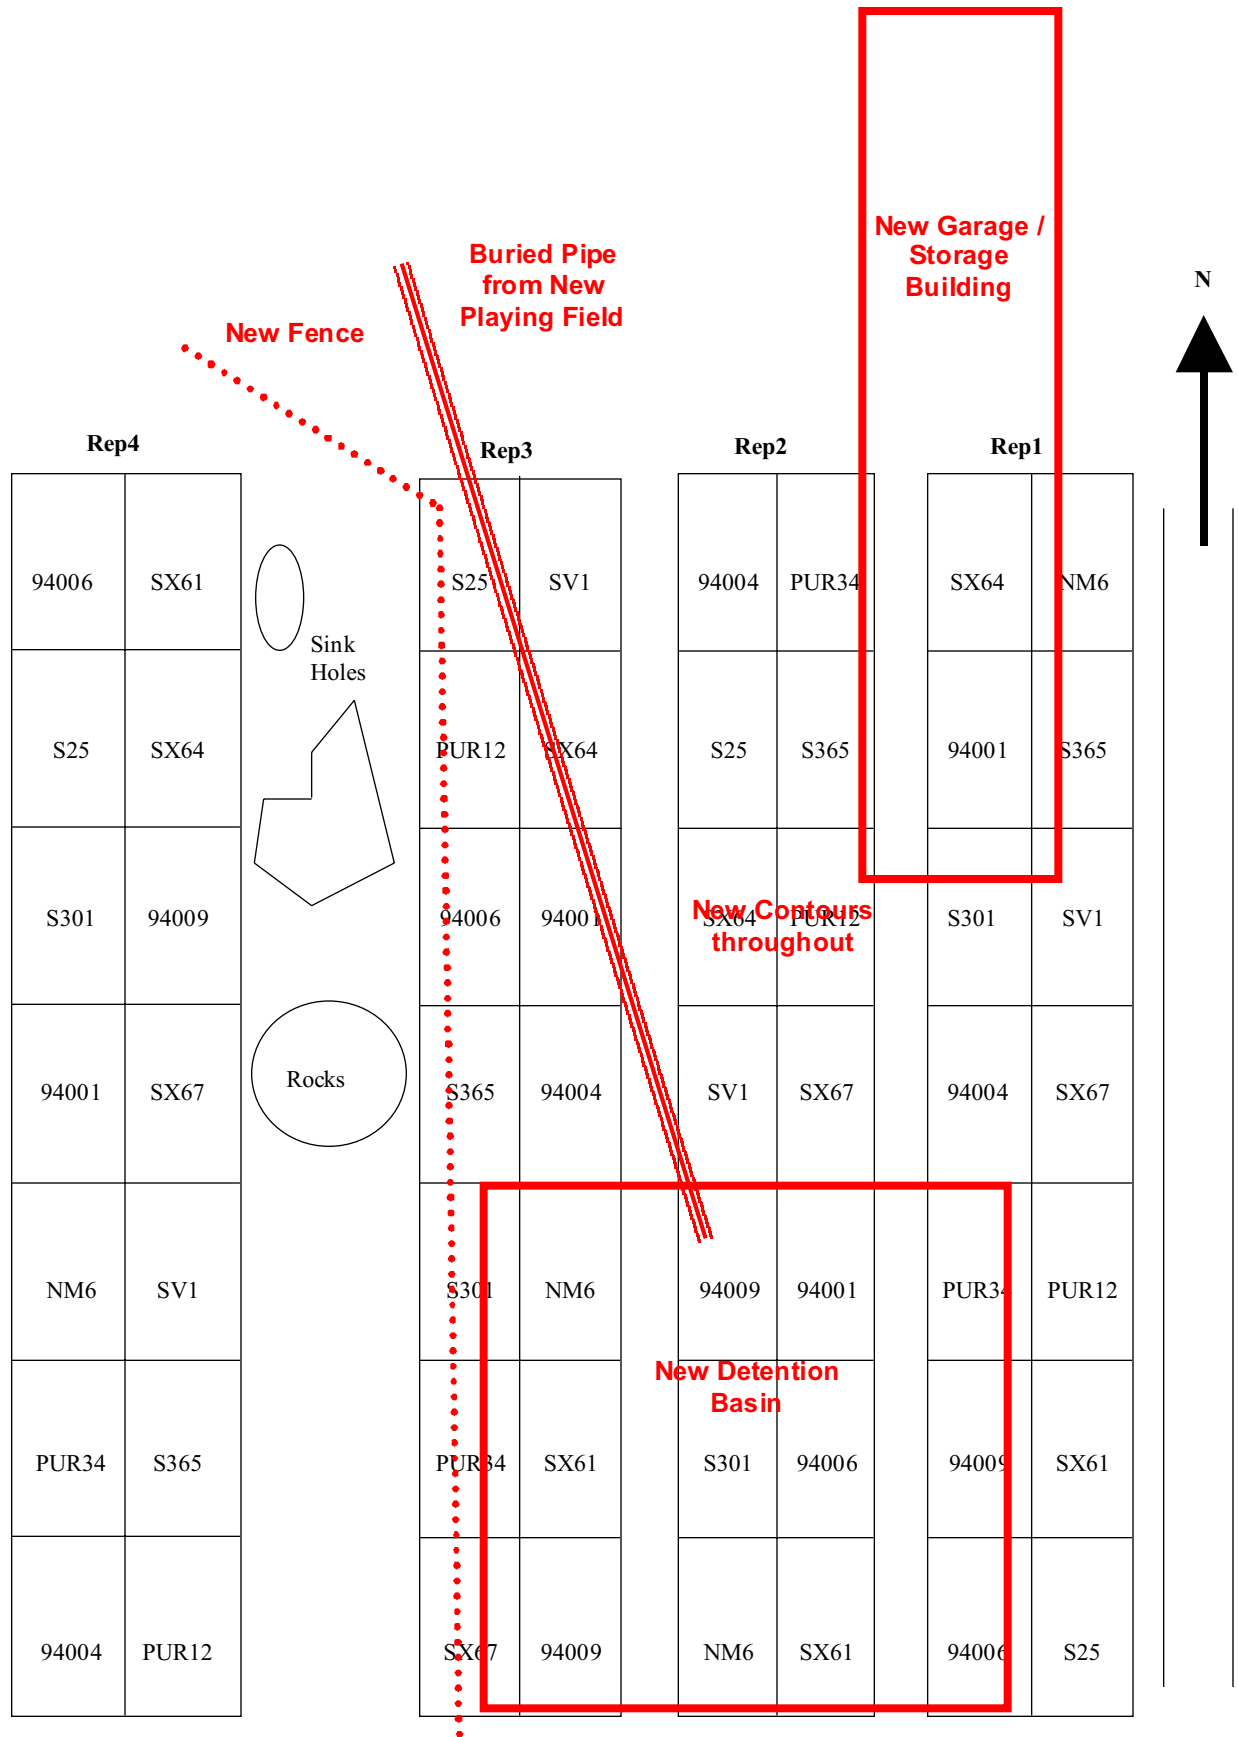 New Garage /
Storage
Building
Buried Pipe
from New
Playing Field
N
New Fence
Rep4
Rep3
Rep2
Rep1
94006 SX61 S25 SV1 94004 PUR34 SX64 NM6
Sink
Holes
S25 SX64 PUR12 SX64 S25 S365 94001 S365
S301 94009 94006 94001 SX64 PUR12 S301 SV1
New Contours
throughout
Rocks
94001 SX67 S365 94004 SV1 SX67 94004 SX67
NM6 SV1 S301 NM6 94009 94001 PUR34 PUR12
New Detention
Basin
PUR34 S365 PUR34 SX61 S301 94006 94009 SX61
94004 PUR12 SX67 94009 NM6 SX61 94006 S25